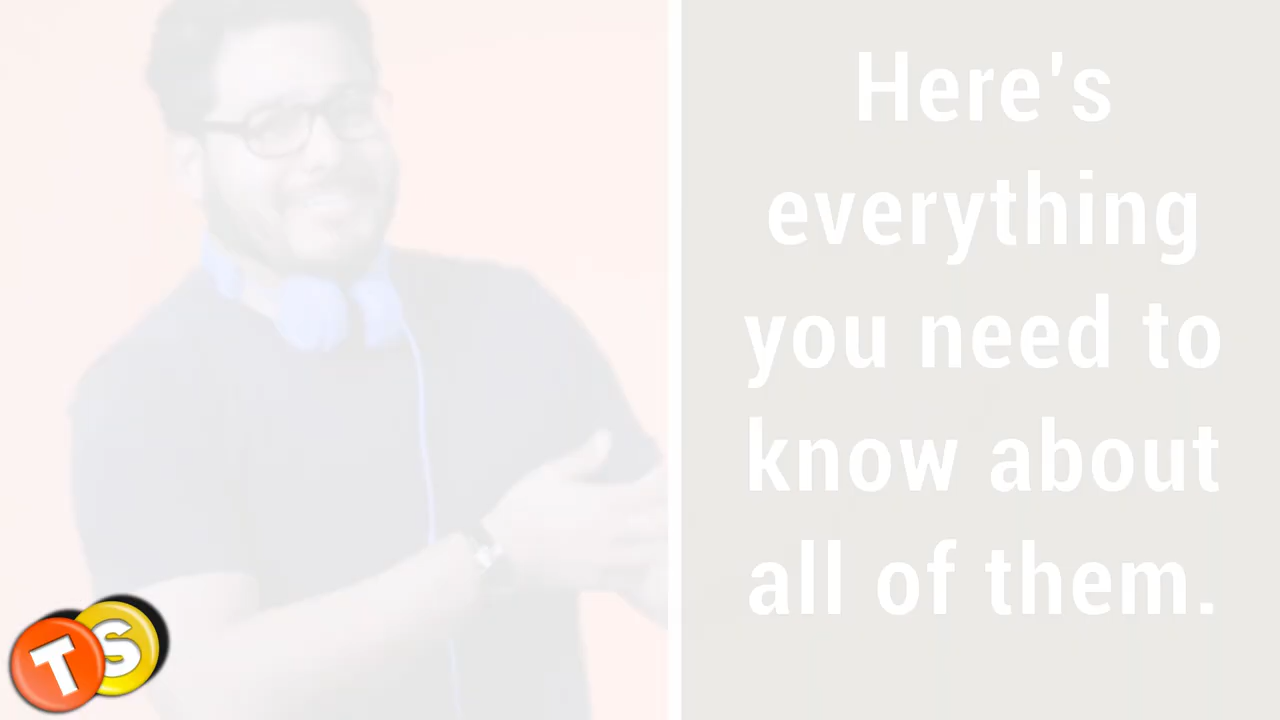 Here's
everything
you need to
know about
all of them.
TS